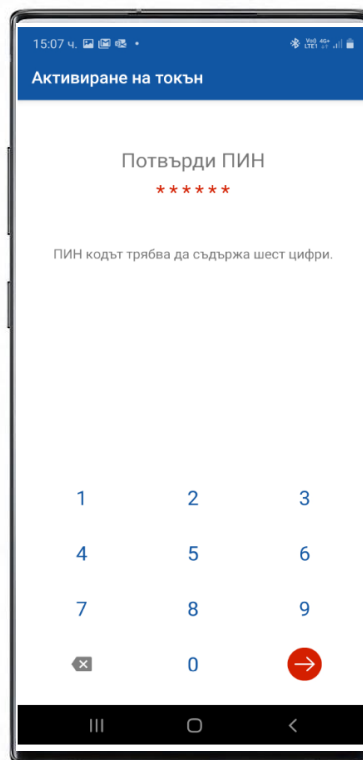 15:07 ч.
Активиране на токън
Потвърди ПИН
******
ПИН кодът трябва да съдържа шест цифри.
1 2 3
4 5 6
7 8 9
0